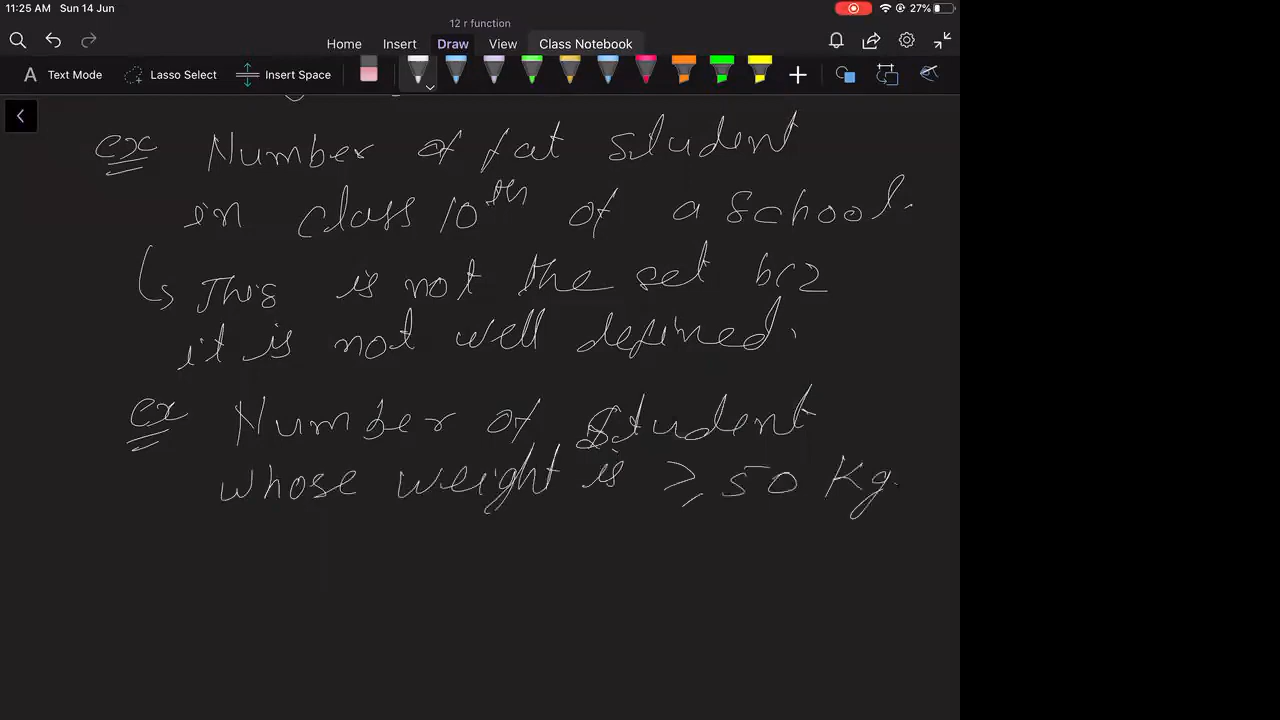 11:25 AM Sun 14 Jun 27%
12 r function
Home Insert Draw View Class Notebook
Text Mode Lasso Select Insert Space
ex Number of fat student
in class 10th of a school.
This is not the set bcz
it is not well defined.
ex Number of student
whose weight is ≥ 50 Kg.